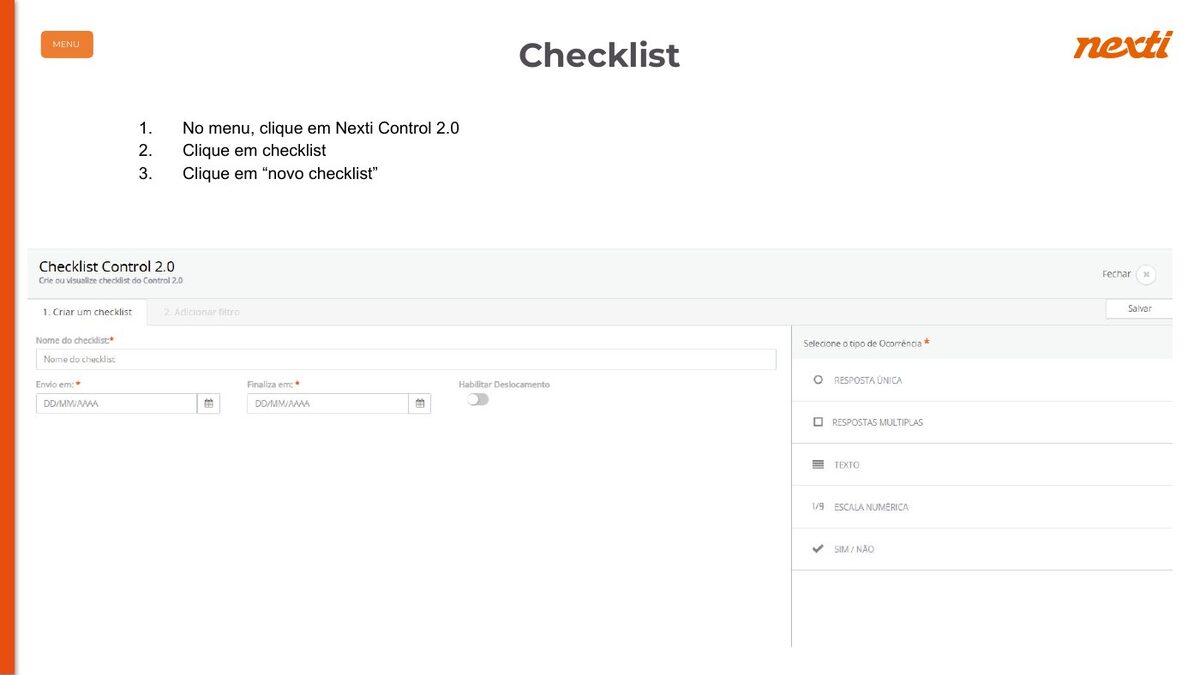 MENU
Checklist
nexti
1. No menu, clique em Nexti Control 2.0
2. Clique em checklist
3. Clique em “novo checklist”
Checklist Control 2.0
Crie ou visualize checklist do Control 2.0
Fechar
1. Criar um checklist
2. Adicionar filtro
Salvar
Nome do checklist:*
Nome do checklist
Envio em: *
Finaliza em: *
Habilitar Deslocamento
DD/MM/AAAA
DD/MM/AAAA
Selecione o tipo de Ocorrência *
RESPOSTA ÚNICA
RESPOSTAS MULTIPLAS
TEXTO
1/9 ESCALA NUMÉRICA
SIM / NÃO